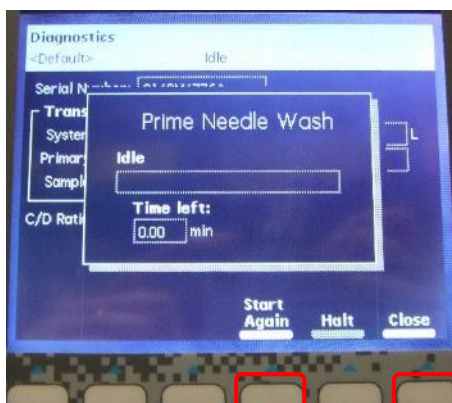 Diagnostics
<Default> Idle
Serial
Trans
Prime Needle Wash
System
L
Primar
Idle
Sampl
Time left:
C/D Rati
0.00 min
Start
Again Halt Close